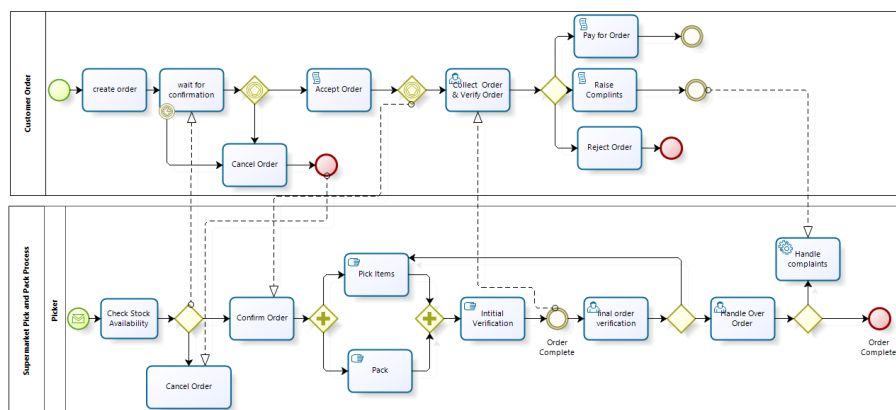 Customer Order
create order
wait for
confirmation
Accept Order
Cancel Order
Collect Order
& Verify Order
Pay for Order
Raise
Complints
Reject Order
Supermarket Pick and Pack Process
Picker
Check Stock
Availability
Cancel Order
Confirm Order
Pick Items
Pack
Intitial
Verification
Order
Complete
final order
verification
Handle Over
Order
Handle
complaints
Order
Complete